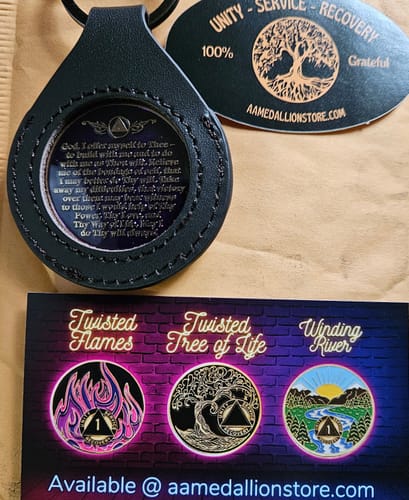 UNITY - SERVICE - RECOVERY
100%
Grateful
AAMEDALLIONSTORE.COM
God, I offer myself to Thee -
to build with me and to do
with me as Thou wilt. Relieve
me of the bondage of self, that
I may better do Thy will. Take
away my difficulties, that victory
over them may bear witness
to those I would help of Thy
Power, Thy Love, and
Thy Way of Life. May I
do Thy will always.
Twisted
Flames
Twisted
Tree of Life
Winding
River
1
1
Available @ aamedallionstore.com